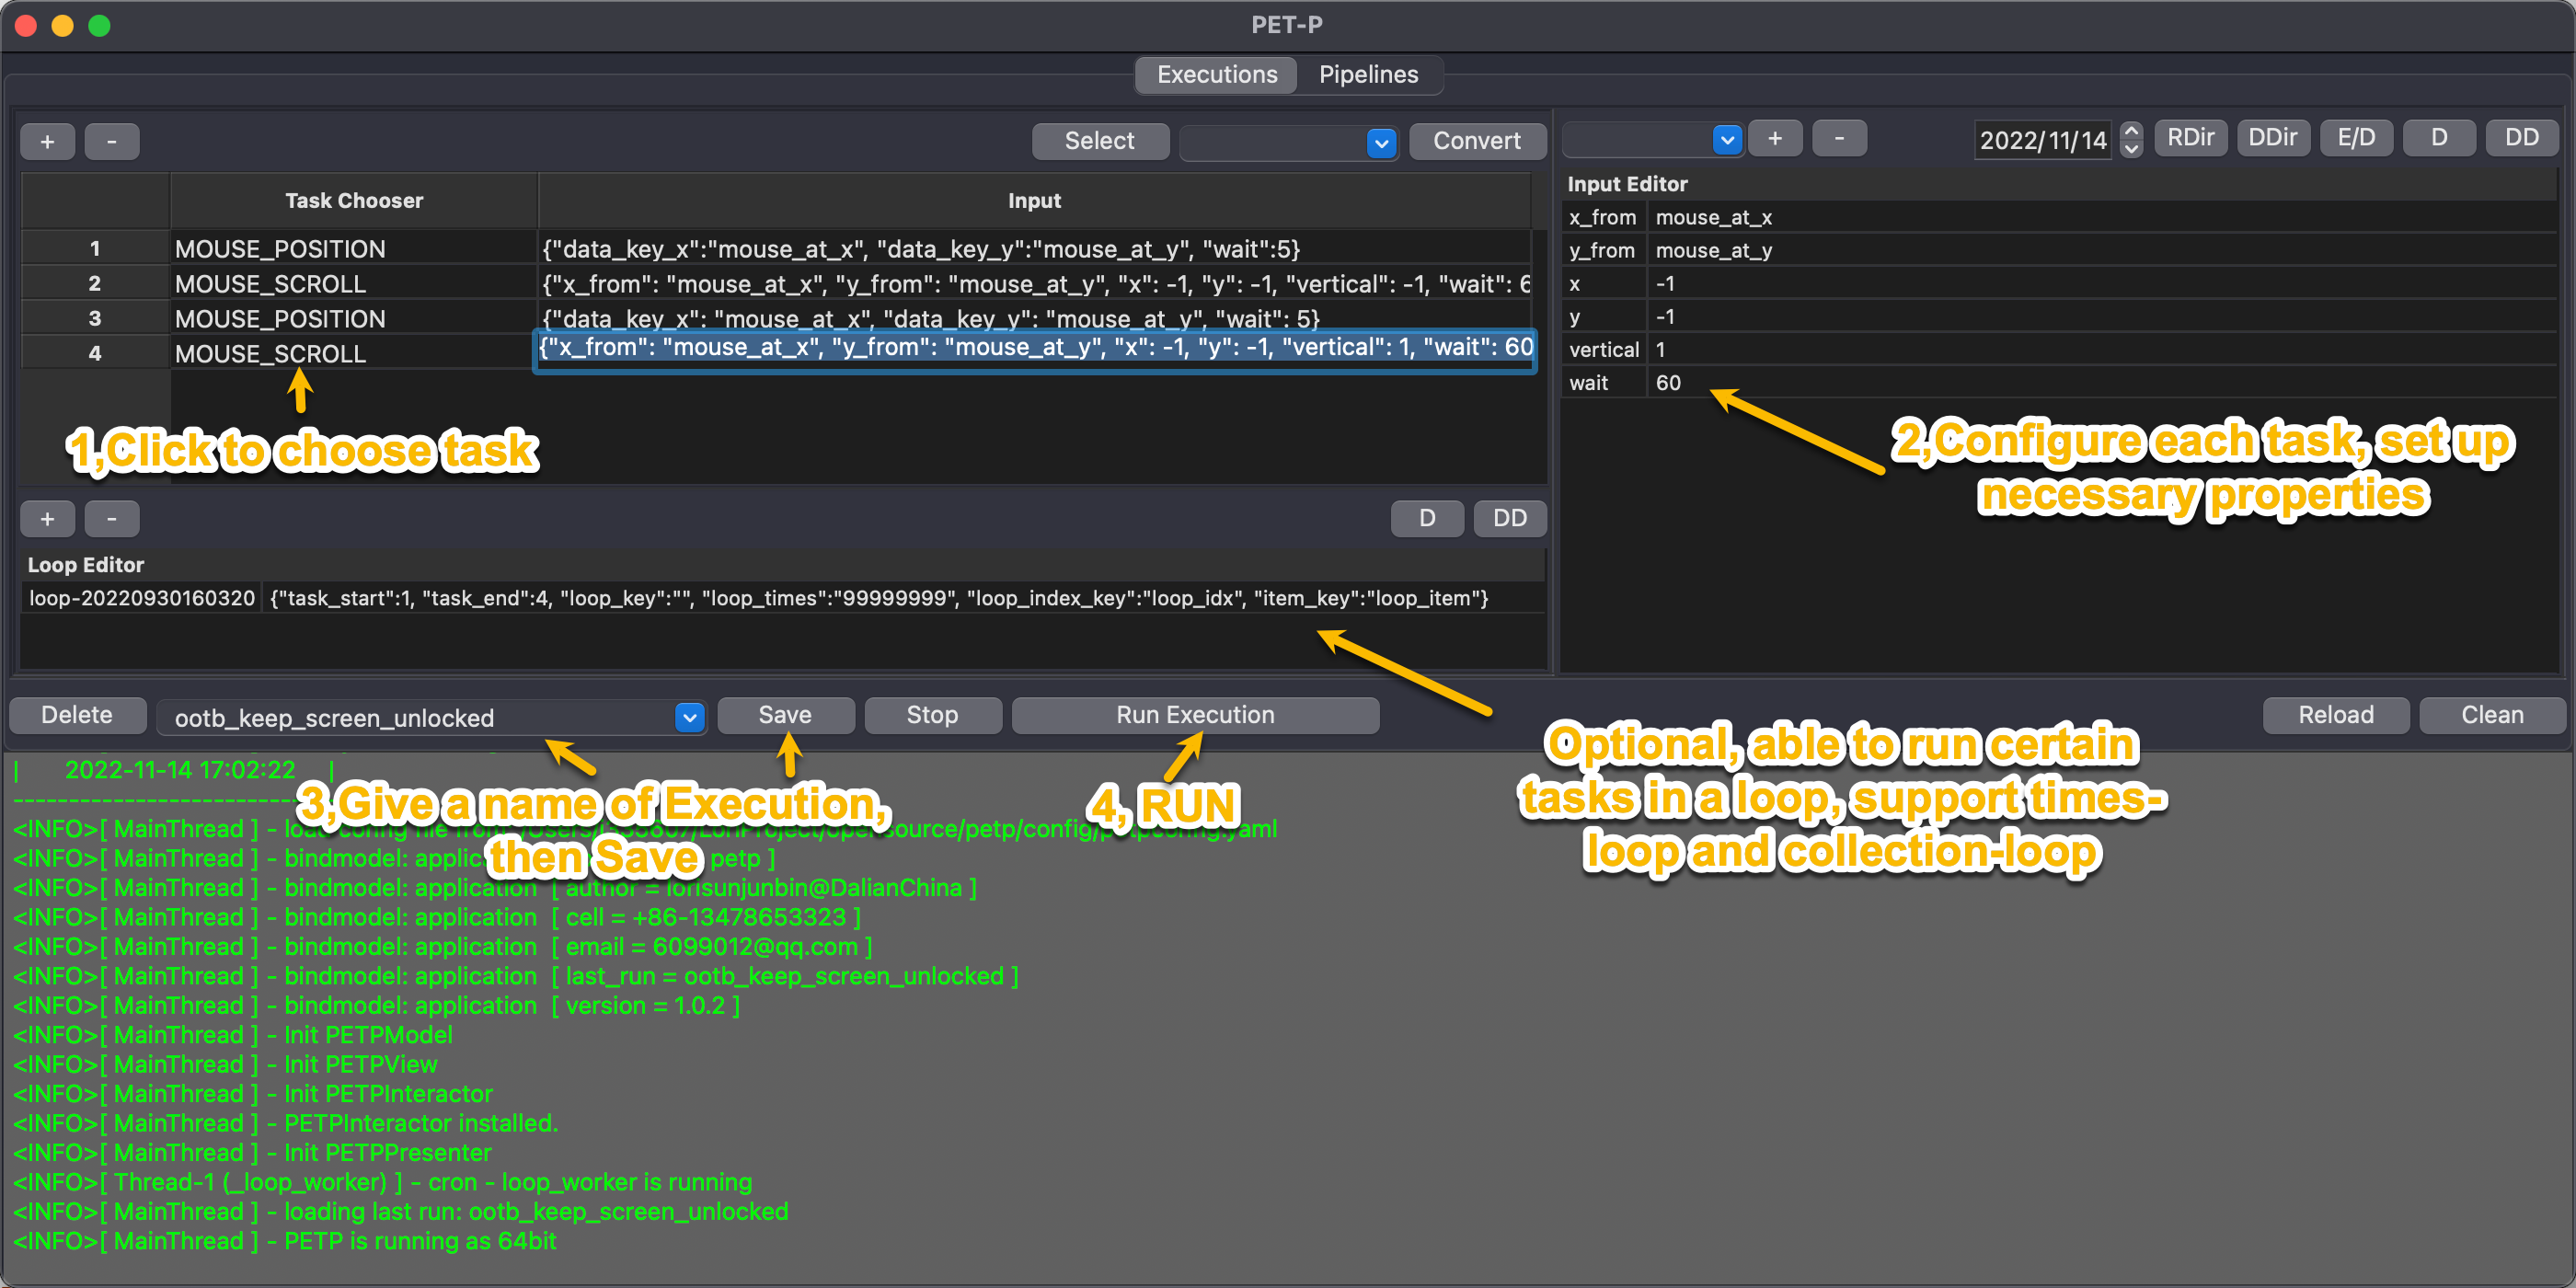 PET-P
Executions Pipelines
+ - Select Convert
Task Chooser Input
1 MOUSE_POSITION {"data_key_x":"mouse_at_x", "data_key_y":"mouse_at_y", "wait":5}
2 MOUSE_SCROLL {"x_from": "mouse_at_x", "y_from": "mouse_at_y", "x": -1, "y": -1, "vertical": -1, "wait": 6
3 MOUSE_POSITION {"data_key_x": "mouse_at_x", "data_key_y": "mouse_at_y", "wait": 5}
4 MOUSE_SCROLL {"x_from": "mouse_at_x", "y_from": "mouse_at_y", "x": -1, "y": -1, "vertical": 1, "wait": 60
1,Click to choose task
+ - 2022/11/14 RDir DDir E/D D DD
Input Editor
x_from mouse_at_x
y_from mouse_at_y
x -1
y -1
vertical 1
wait 60
2,Configure each task, set up
necessary properties
+ - D DD
Loop Editor
loop-20220930160320 {"task_start":1, "task_end":4, "loop_key":"", "loop_times":"99999999", "loop_index_key":"loop_idx", "item_key":"loop_item"}
Delete ootb_keep_screen_unlocked Save Stop Run Execution Reload Clean
Optional, able to run certain
tasks in a loop, support times-
loop and collection-loop
3,Give a name of Execution,
then Save
4, RUN
| 2022-11-14 17:02:22 |
------------------------------
<INFO>[ MainThread ] - load config file from source/petp/config/
<INFO>[ MainThread ] - bindmodel: petp ]
<INFO>[ MainThread ] - bindmodel: application [ author = lorisunjunbin@DalianChina ]
<INFO>[ MainThread ] - bindmodel: application [ cell = +86-13478653323 ]
<INFO>[ MainThread ] - bindmodel: application [ email = 6099012@qq.com ]
<INFO>[ MainThread ] - bindmodel: application [ last_run = ootb_keep_screen_unlocked ]
<INFO>[ MainThread ] - bindmodel: application [ version = 1.0.2 ]
<INFO>[ MainThread ] - Init PETPModel
<INFO>[ MainThread ] - Init PETPView
<INFO>[ MainThread ] - Init PETPInteractor
<INFO>[ MainThread ] - PETPInteractor installed.
<INFO>[ MainThread ] - Init PETPPresenter
<INFO>[ Thread-1 (_loop_worker) ] - cron - loop_worker is running
<INFO>[ MainThread ] - loading last run: ootb_keep_screen_unlocked
<INFO>[ MainThread ] - PETP is running as 64bit